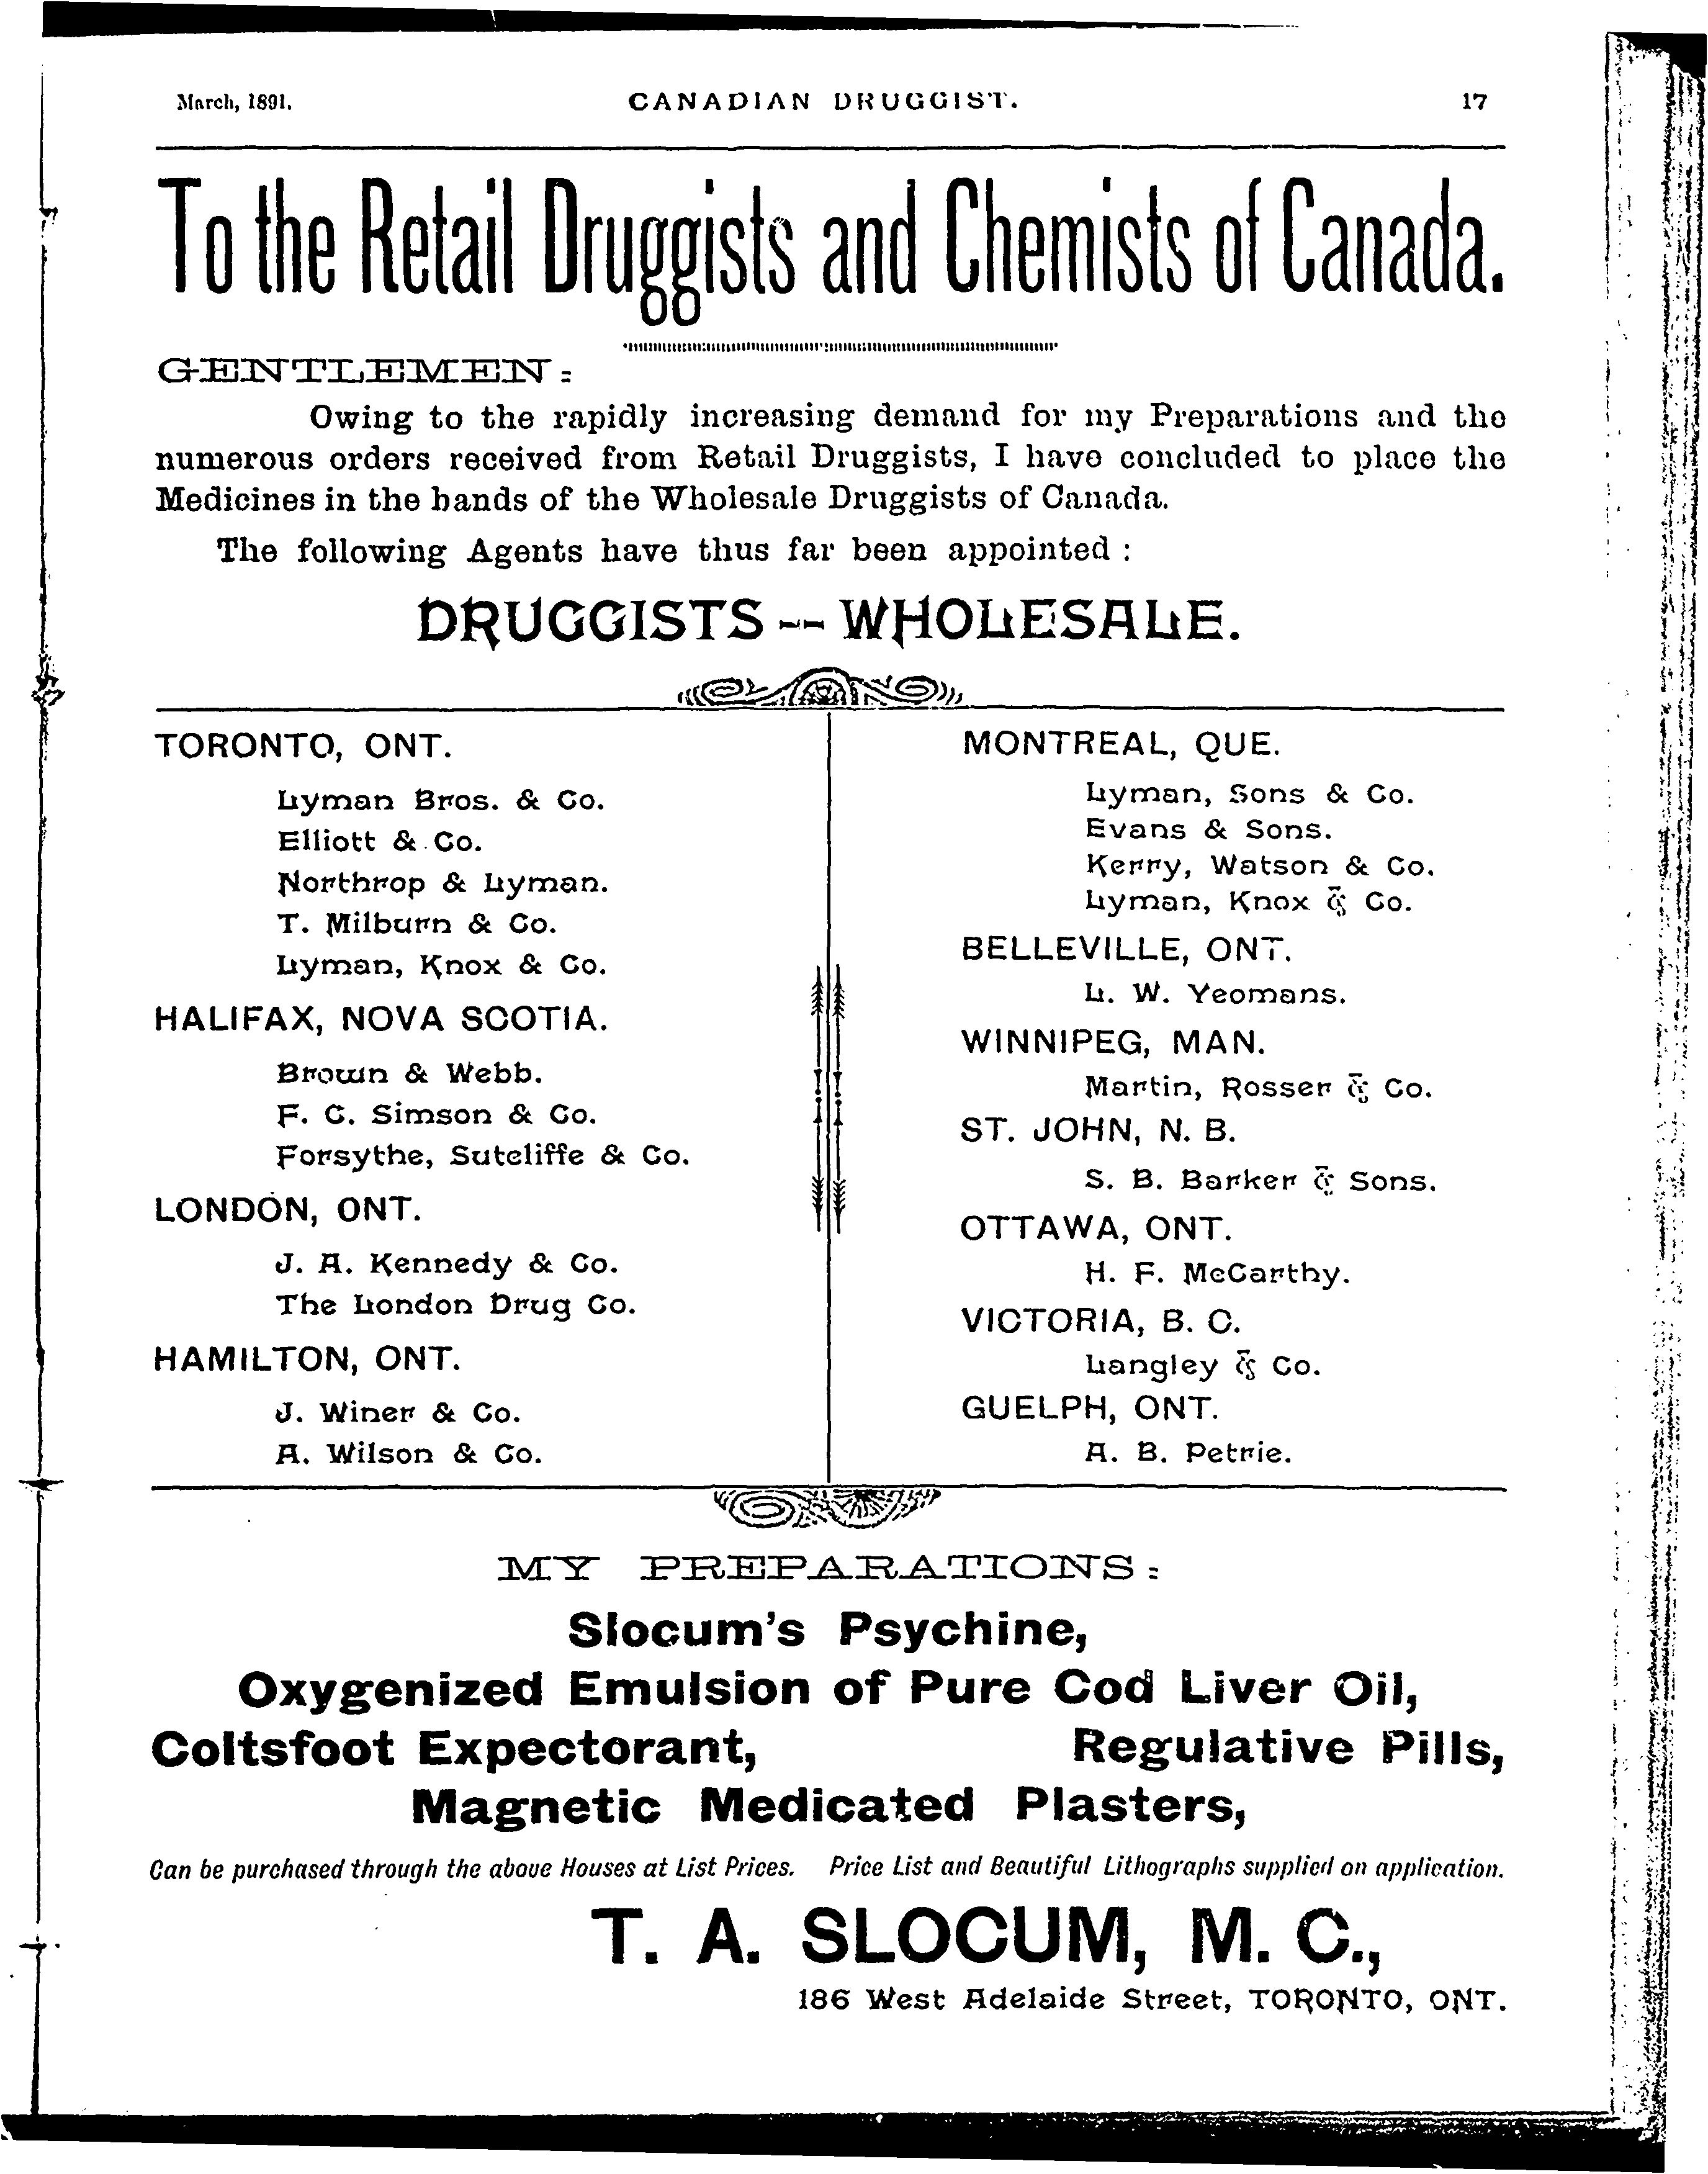 March, 1891.
CANADIAN DRUGGIST.
17
To the Retail Druggists and Chemists of Canada.
GENTLEMEN:
Owing to the rapidly increasing demand for my Preparations and the
numerous orders received from Retail Druggists, I have concluded to place the
Medicines in the hands of the Wholesale Druggists of Canada.
The following Agents have thus far been appointed:
DRUGGISTS -- WHOLESALE.
TORONTO, ONT.
Lyman Bros. & Co.
Elliott & Co.
Northrop & Lyman.
T. Milburn & Co.
Lyman, Knox & Co.
HALIFAX, NOVA SCOTIA.
Brown & Webb.
F. C. Simson & Co.
Forsythe, Sutcliffe & Co.
LONDON, ONT.
J. A. Kennedy & Co.
The London Drug Co.
HAMILTON, ONT.
J. Winer & Co.
A. Wilson & Co.
MONTREAL, QUE.
Lyman, Sons & Co.
Evans & Sons.
Kerry, Watson & Co.
Lyman, Knox & Co.
BELLEVILLE, ONT.
L. W. Yeomans.
WINNIPEG, MAN.
Martin, Rosser & Co.
ST. JOHN, N. B.
S. B. Barker & Sons.
OTTAWA, ONT.
H. F. McCarthy.
VICTORIA, B. C.
Langley & Co.
GUELPH, ONT.
A. B. Petrie.
MY PREPARATIONS:
Slocum's Psychine,
Oxygenized Emulsion of Pure Cod Liver Oil,
Coltsfoot Expectorant, Regulative Pills,
Magnetic Medicated Plasters,
Can be purchased through the above Houses at List Prices. Price List and Beautiful Lithographs supplied on application.
T. A. SLOCUM, M. C.,
186 West Adelaide Street, TORONTO, ONT.